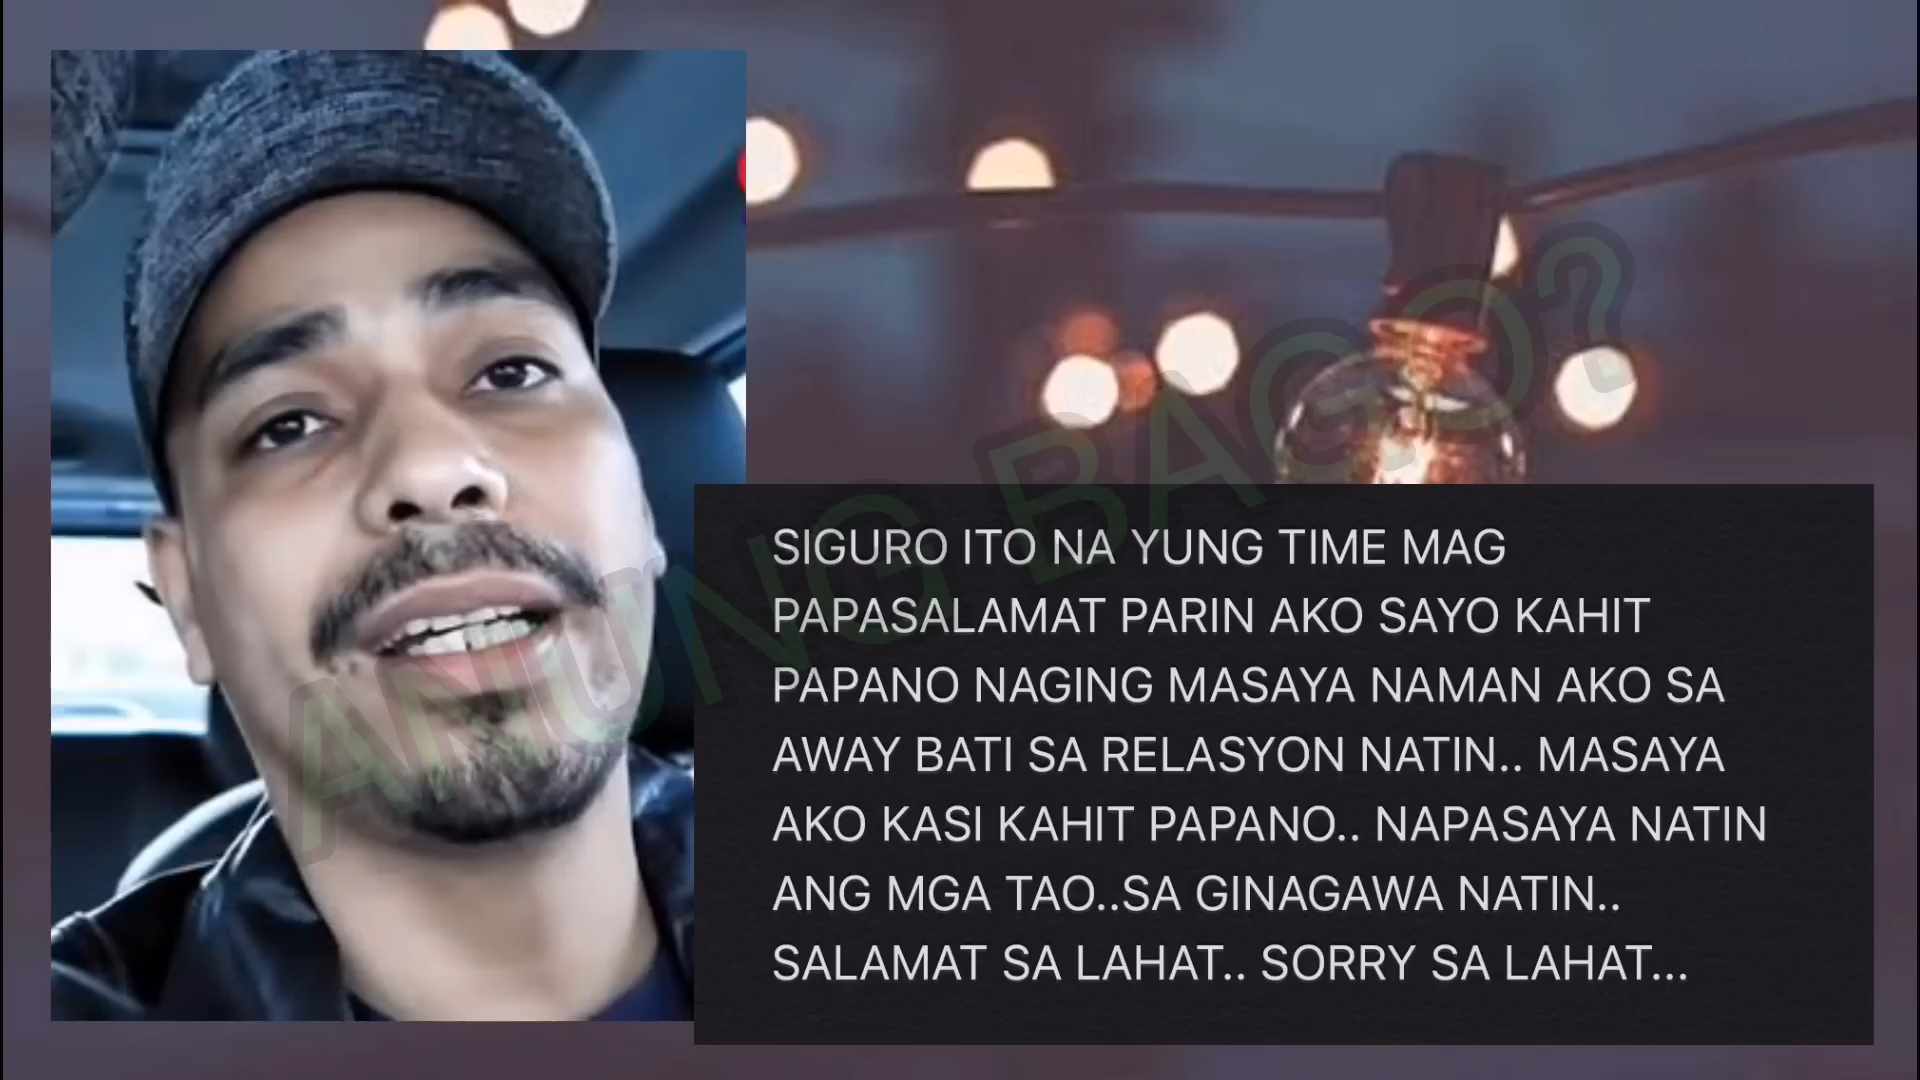 SIGURO ITO NA YUNG TIME MAG
PAPASALAMAT PARIN AKO SAYO KAHIT
PAPANO NAGING MASAYA NAMAN AKO SA
AWAY BATI SA RELASYON NATIN.. MASAYA
AKO KASI KAHIT PAPANO.. NAPASAYA NATIN
ANG MGA TAO..SA GINAGAWA NATIN..
SALAMAT SA LAHAT.. SORRY SA LAHAT...
ANUNG BAGO?